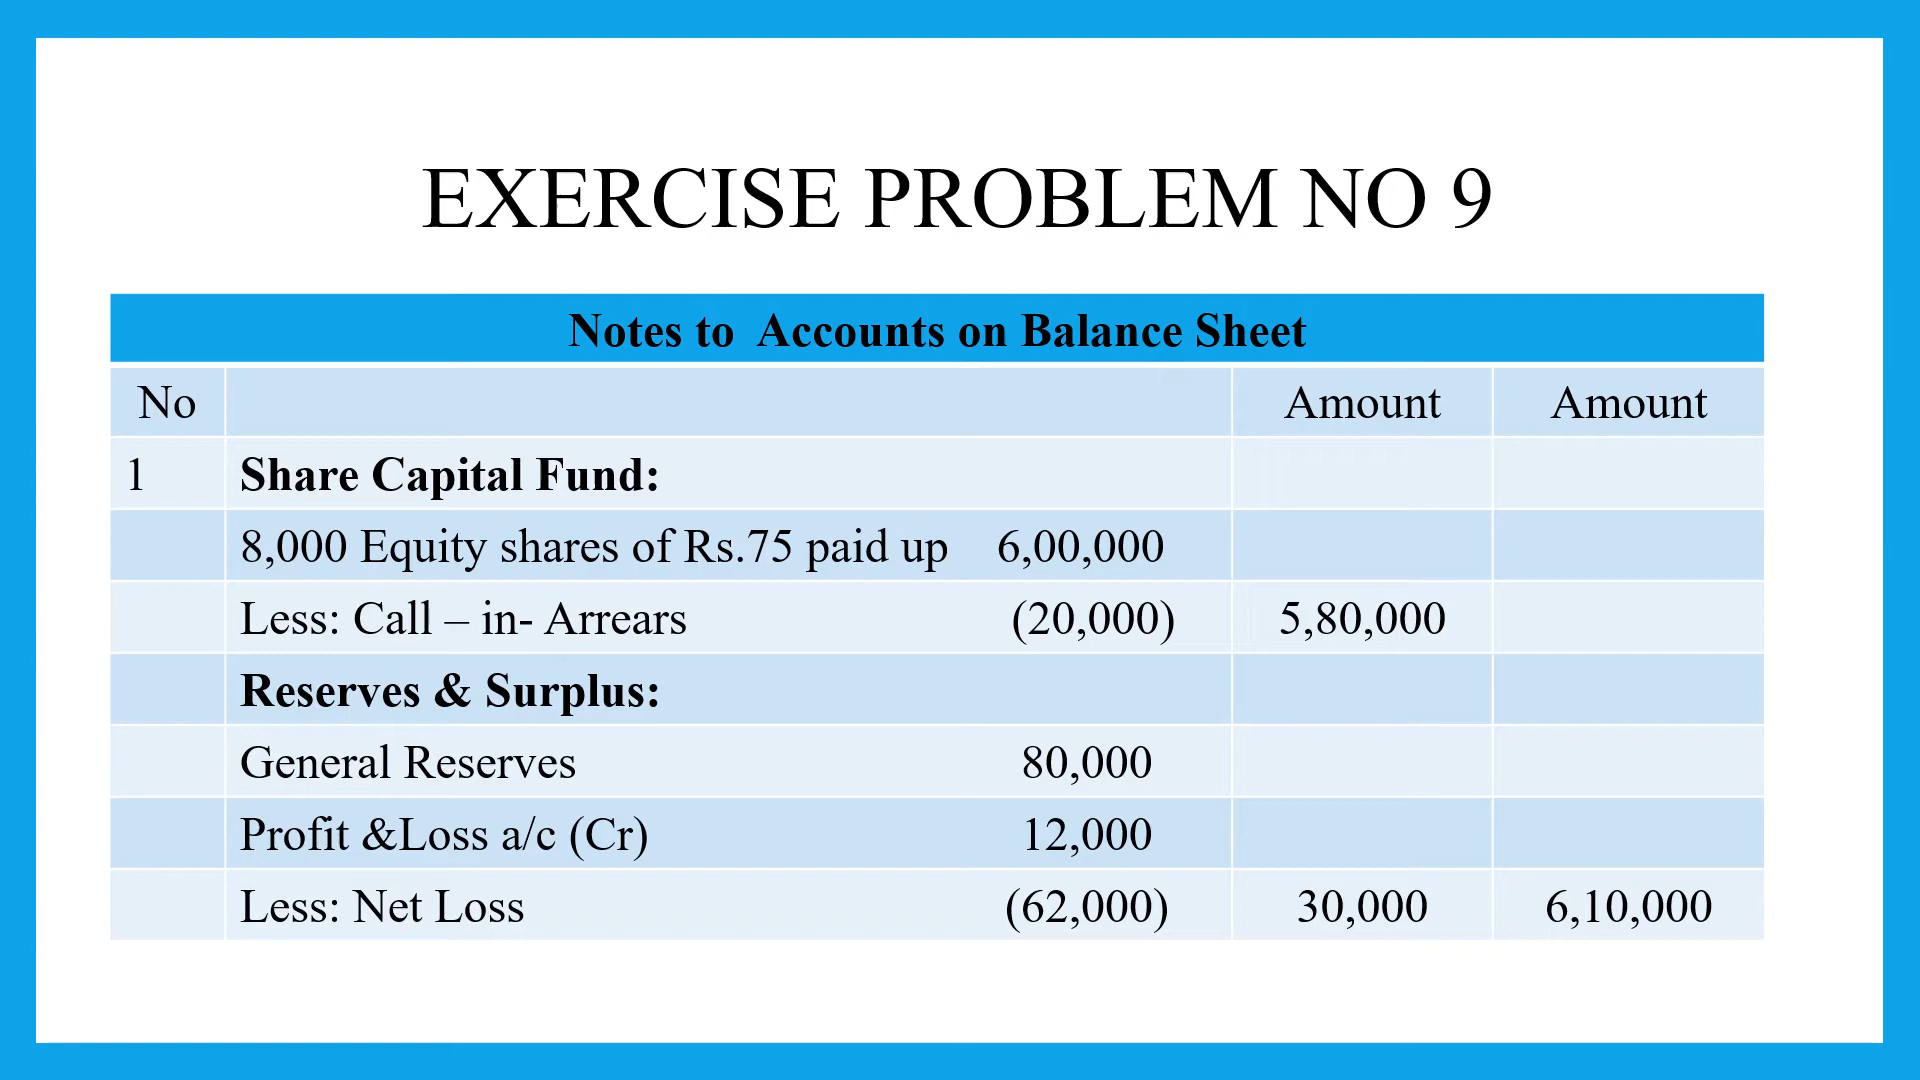 EXERCISE PROBLEM NO 9
Notes to Accounts on Balance Sheet
No Amount Amount
1 Share Capital Fund:
8,000 Equity shares of Rs.75 paid up 6,00,000
Less: Call – in- Arrears (20,000) 5,80,000
Reserves & Surplus:
General Reserves 80,000
Profit &Loss a/c (Cr) 12,000
Less: Net Loss (62,000) 30,000 6,10,000